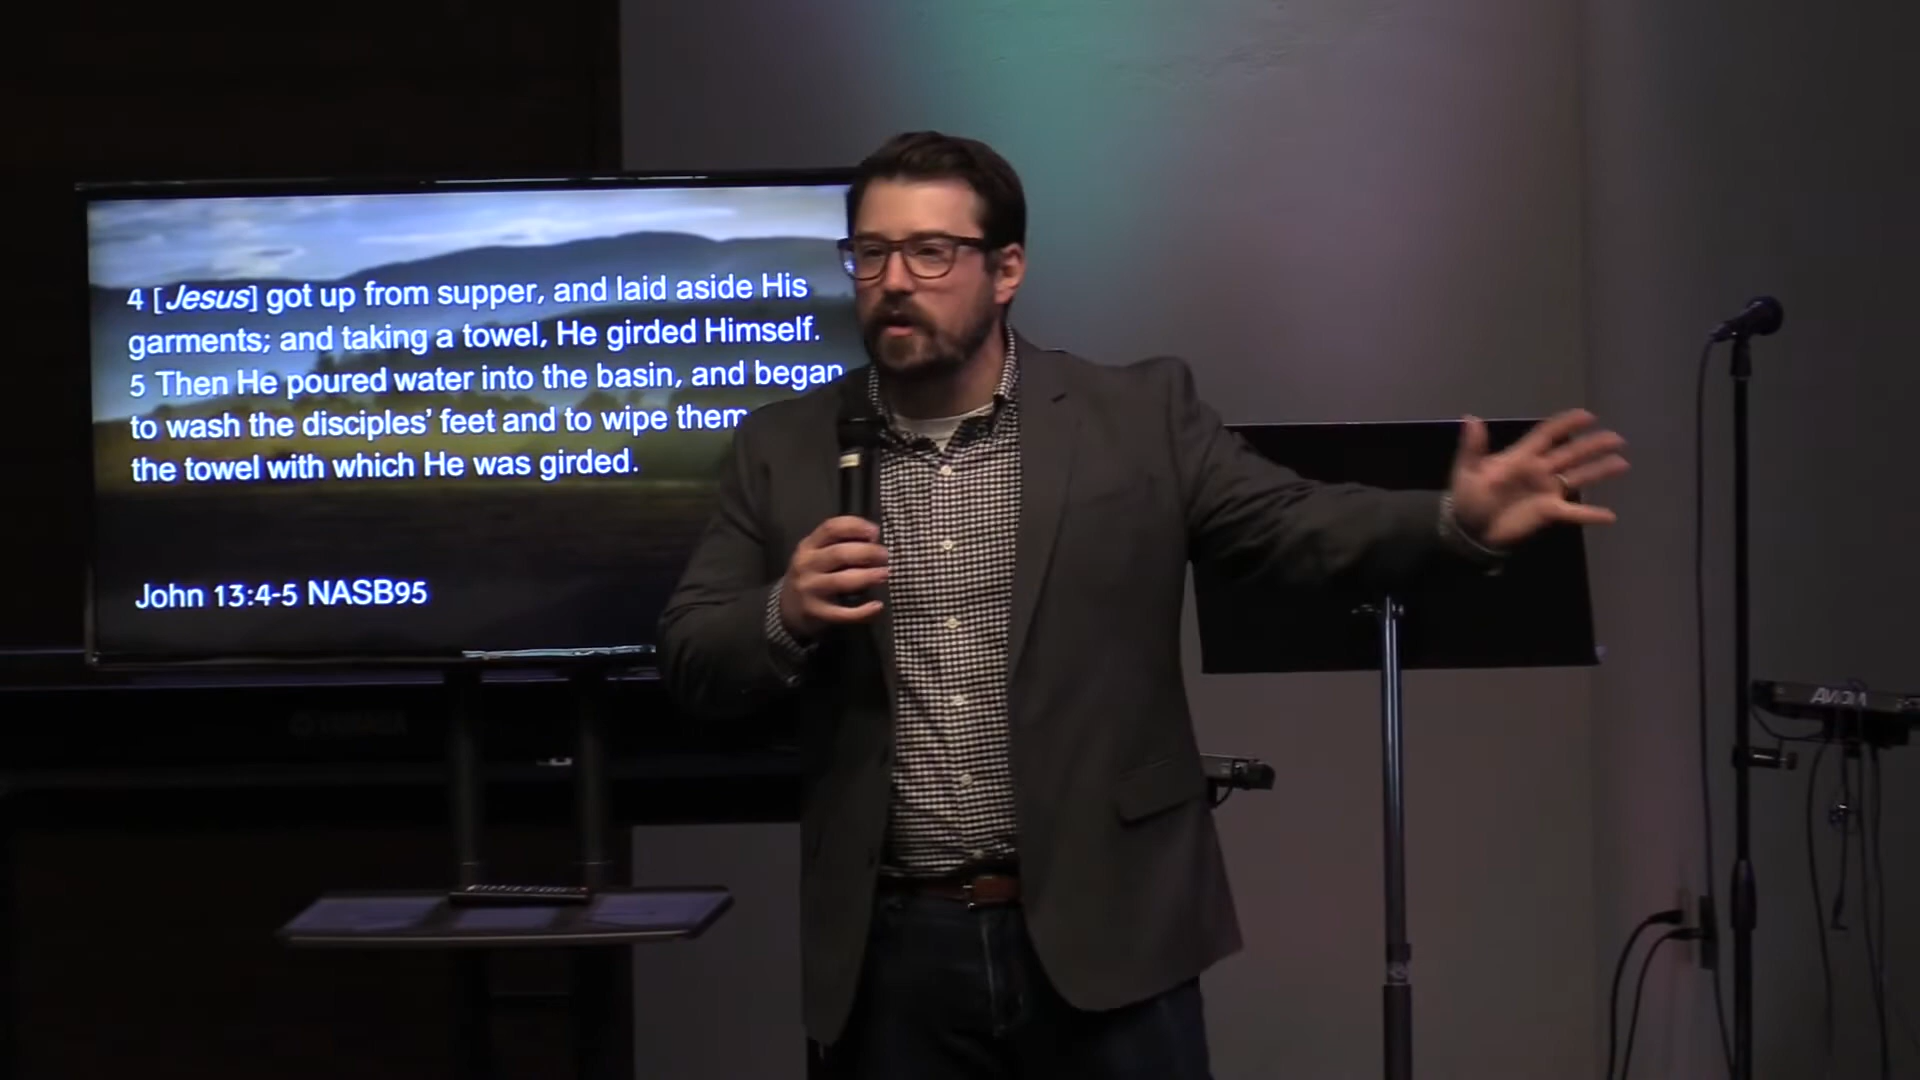 4 [Jesus] got up from supper, and laid aside His
garments; and taking a towel, He girded Himself.
5 Then He poured water into the basin, and began
to wash the disciples’ feet and to wipe them
the towel with which He was girded.
John 13:4-5 NASB95
YAMAHA
AVIOM